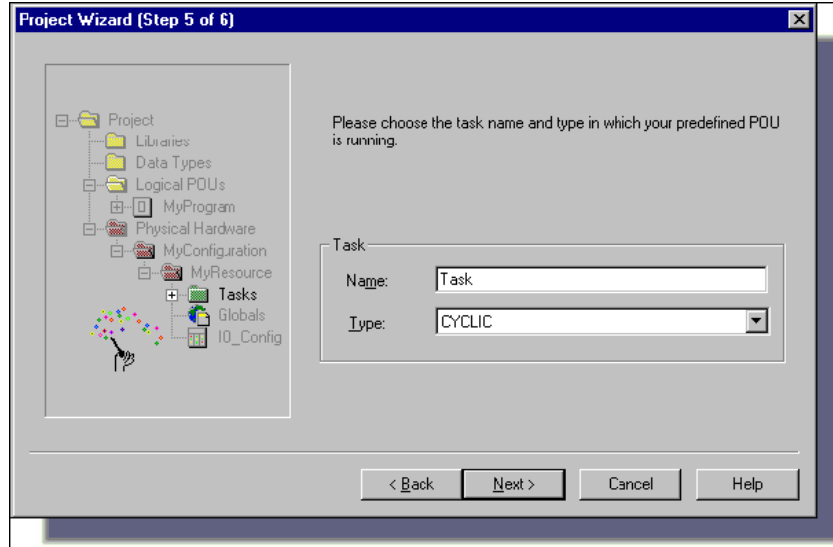 Project Wizard (Step 5 of 6)
Project
Libraries
Data Types
Logical POUs
MyProgram
Physical Hardware
MyConfiguration
MyResource
Tasks
Globals
IO_Config
Please choose the task name and type in which your predefined POU
is running.
Task
Name: Task
Type: CYCLIC
< Back Next > Cancel Help